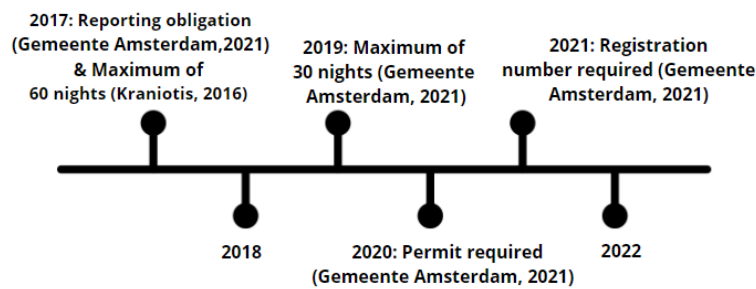 2017: Reporting obligation
(Gemeente Amsterdam,2021)
& Maximum of
60 nights (Kraniotis, 2016)
2018
2019: Maximum of
30 nights (Gemeente
Amsterdam, 2021)
2020: Permit required
(Gemeente Amsterdam, 2021)
2021: Registration
number required (Gemeente
Amsterdam, 2021)
2022